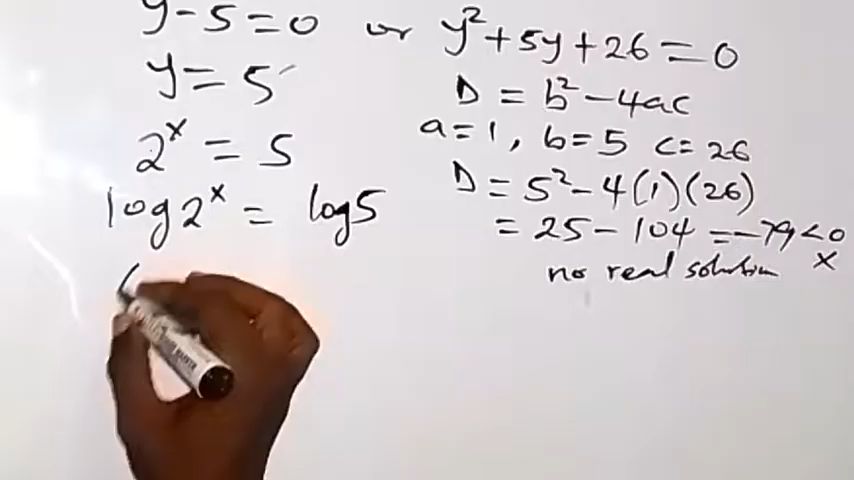 y-5=0 or y²+5y+26=0
y=5
D=b²-4ac
a=1, b=5 c=26
2ˣ=5
D=5²-4(1)(26)
log2ˣ=log5
=25-104=-79<0
x
no real solution